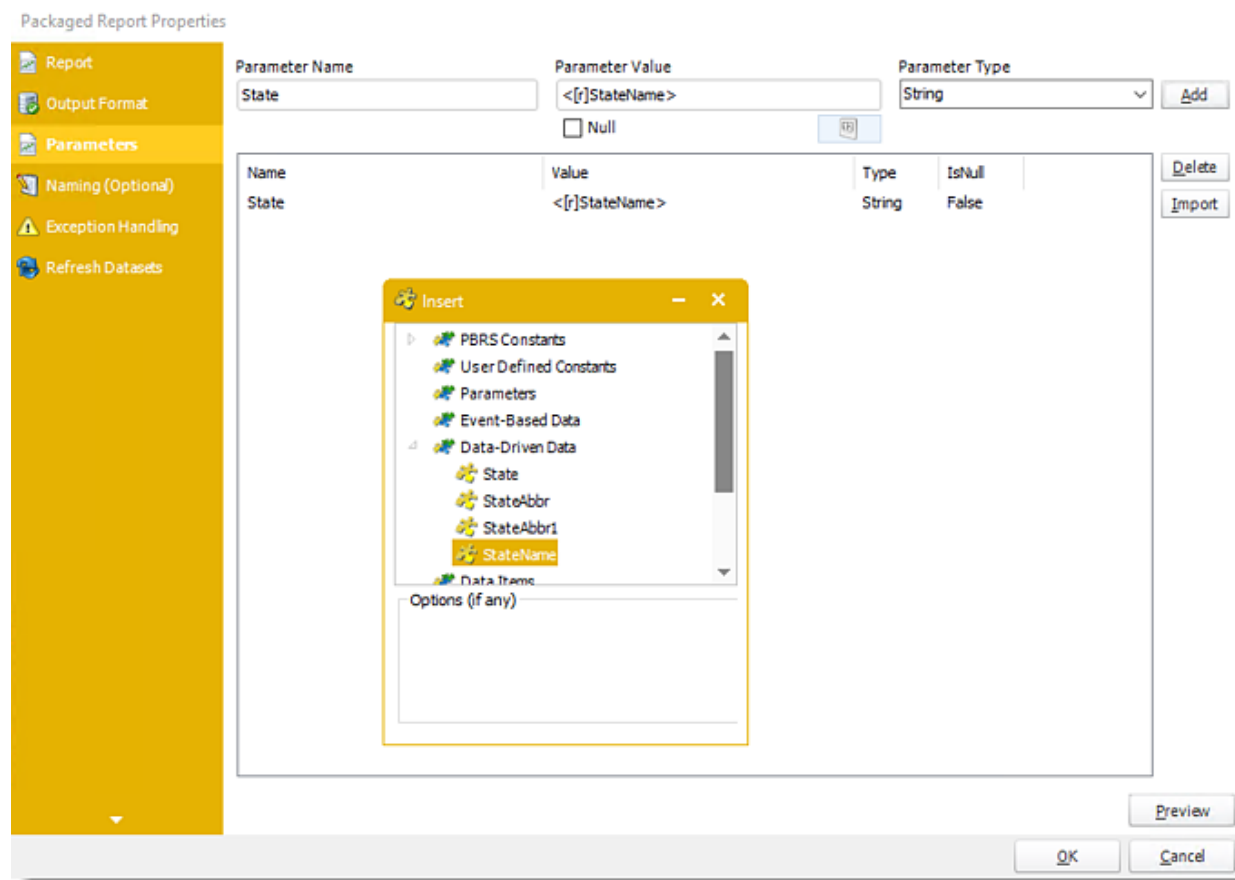 Packaged Report Properties
Report
Output Format
Parameters
Naming (Optional)
Exception Handling
Refresh Datasets
Parameter Name Parameter Value Parameter Type
State <[r]StateName> String Add
Null
Name Value Type IsNull Delete
State <[r]StateName> String False Import
Insert
PBRS Constants
User Defined Constants
Parameters
Event-Based Data
Data-Driven Data
State
StateAbbr
StateAbbr1
StateName
Data Items
Options (if any)
Preview
OK Cancel